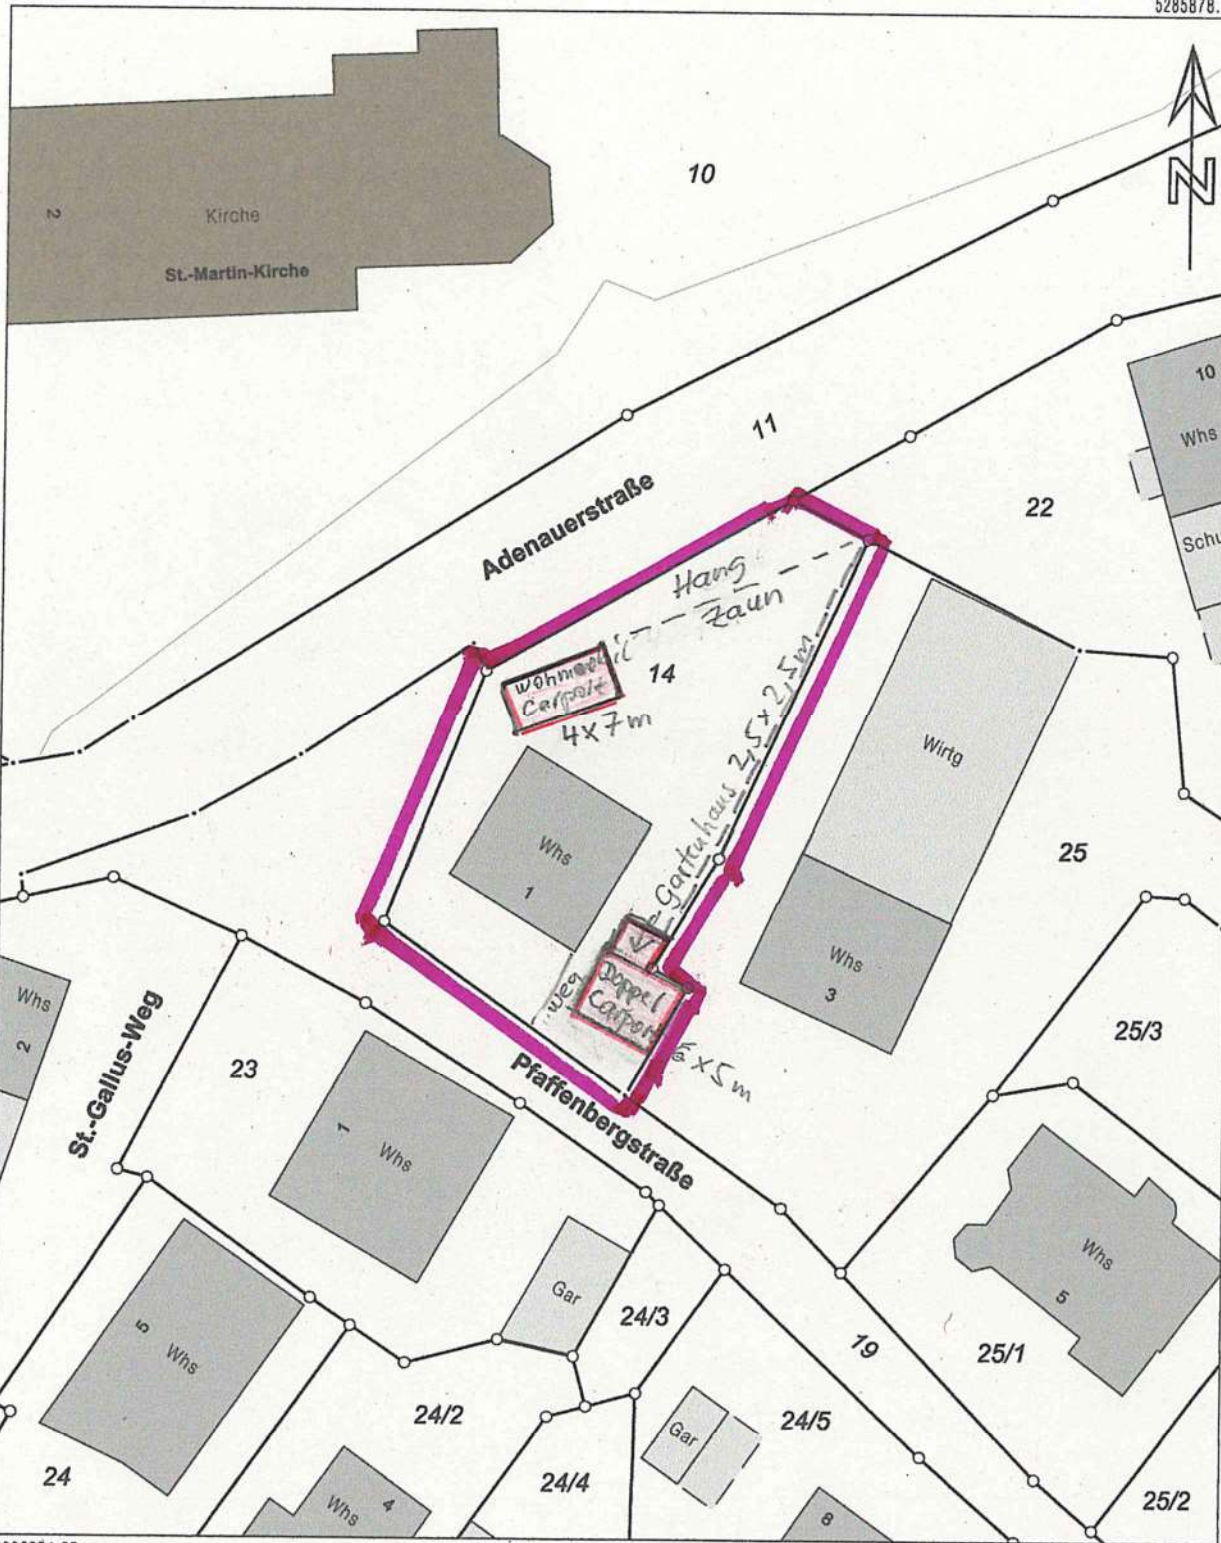 5285878.
N
10
2
Kirche
St.-Martin-Kirche
10
Whs
11
Adenauerstraße
22
Schu
Hang
Zaun
14
Carport
4x7m
Gartenhaus 2,5x2,5m
Wirtg
Whs
1
25
Whs
3
Weg
Doppel
Carport
x5m
Whs
2
St.-Gallus-Weg
23
25/3
Pfaffenbergstraße
1
Whs
Whs
5
Gar
24/3
19
25/1
5
Whs
24/2
24/5
Gar
24
24/4
Whs
4
8
25/2